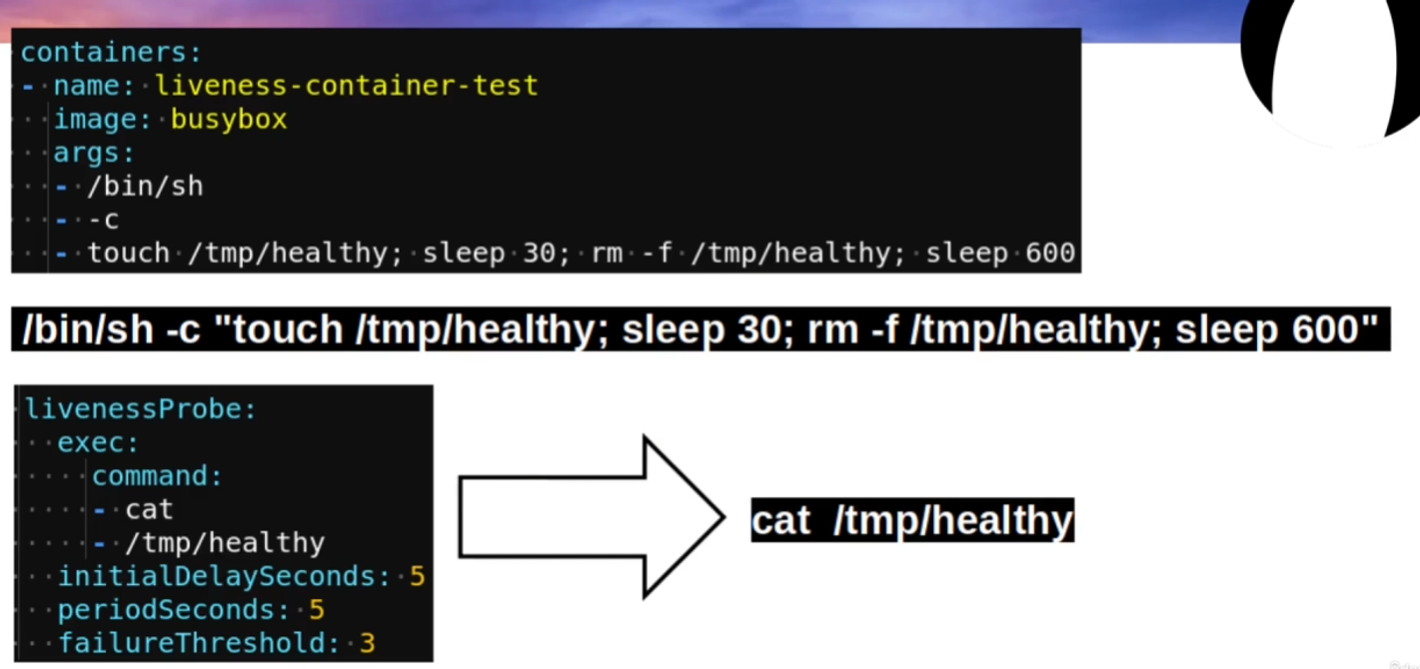 containers:
- name: liveness-container-test
image: busybox
args:
- /bin/sh
- -c
- touch /tmp/healthy; sleep 30; rm -f /tmp/healthy; sleep 600
/bin/sh -c "touch /tmp/healthy; sleep 30; rm -f /tmp/healthy; sleep 600"
livenessProbe:
exec:
command:
- cat
- /tmp/healthy
initialDelaySeconds: 5
periodSeconds: 5
failureThreshold: 3
cat /tmp/healthy